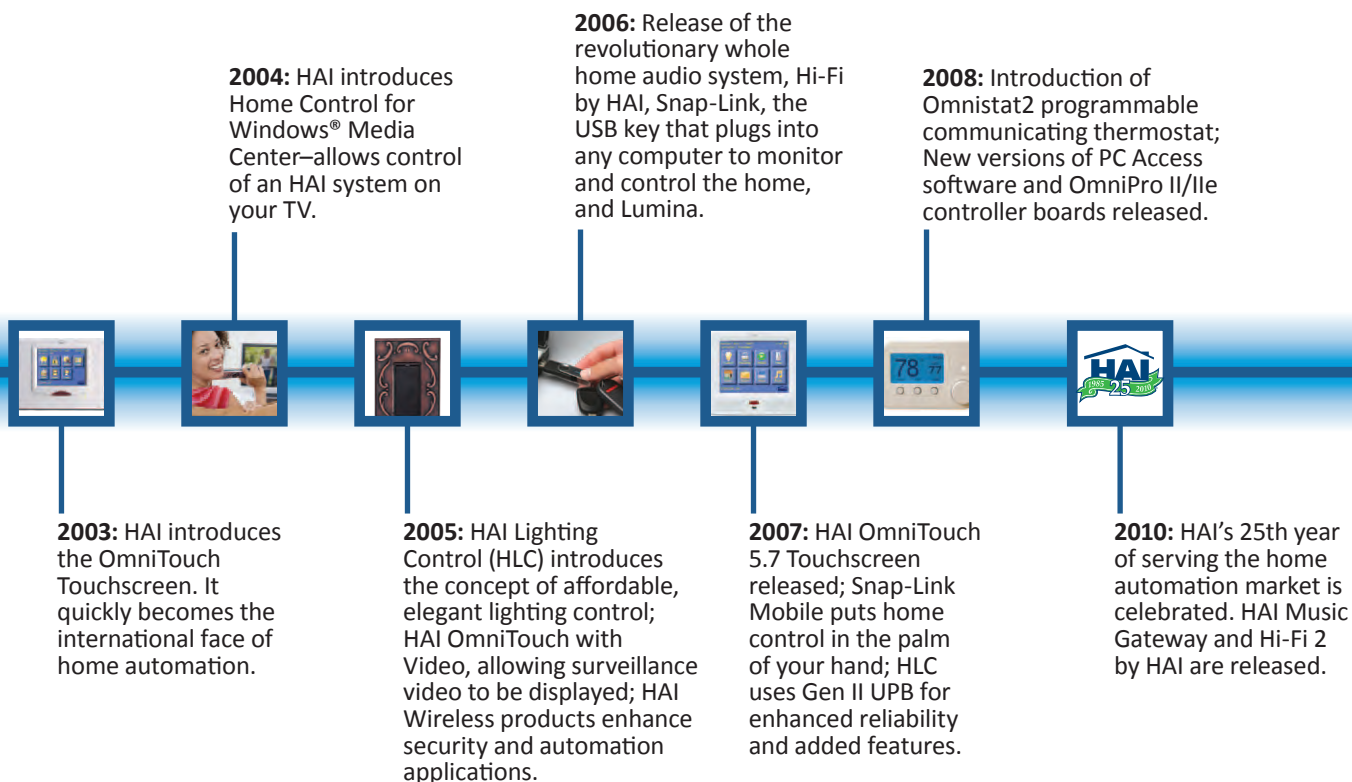 2003: HAI introduces
the OmniTouch
Touchscreen. It
quickly becomes the
international face of
home automation.
2004: HAI introduces
Home Control for
Windows® Media
Center–allows control
of an HAI system on
your TV.
2005: HAI Lighting
Control (HLC) introduces
the concept of affordable,
elegant lighting control;
HAI OmniTouch with
Video, allowing surveillance
video to be displayed; HAI
Wireless products enhance
security and automation
applications.
2006: Release of the
revolutionary whole
home audio system, Hi-Fi
by HAI, Snap-Link, the
USB key that plugs into
any computer to monitor
and control the home,
and Lumina.
2007: HAI OmniTouch
5.7 Touchscreen
released; Snap-Link
Mobile puts home
control in the palm
of your hand; HLC
uses Gen II UPB for
enhanced reliability
and added features.
2008: Introduction of
Omnistat2 programmable
communicating thermostat;
New versions of PC Access
software and OmniPro II/IIe
controller boards released.
78 77
HAI
1985 25 2010
2010: HAI’s 25th year
of serving the home
automation market is
celebrated. HAI Music
Gateway and Hi-Fi 2
by HAI are released.